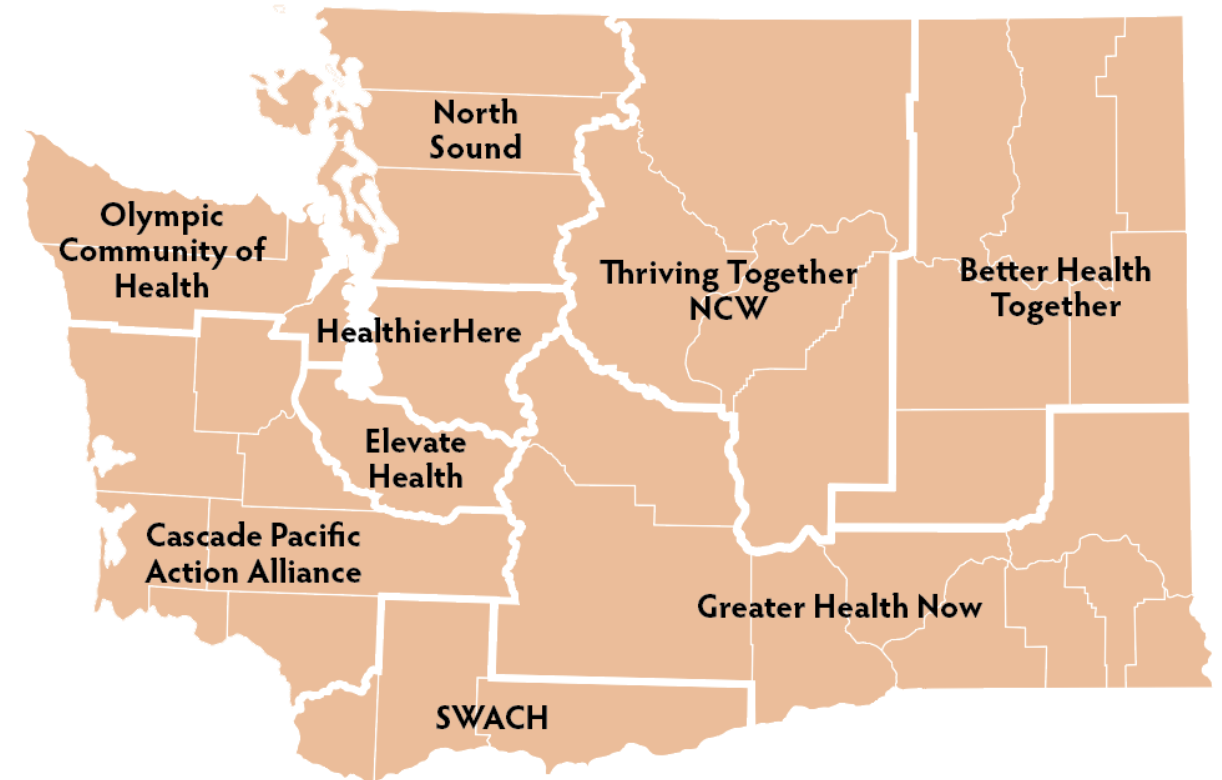 North
Sound
Olympic
Community of
Health
Thriving Together
NCW
Better Health
Together
HealthierHere
Elevate
Health
Cascade Pacific
Action Alliance
Greater Health Now
SWACH